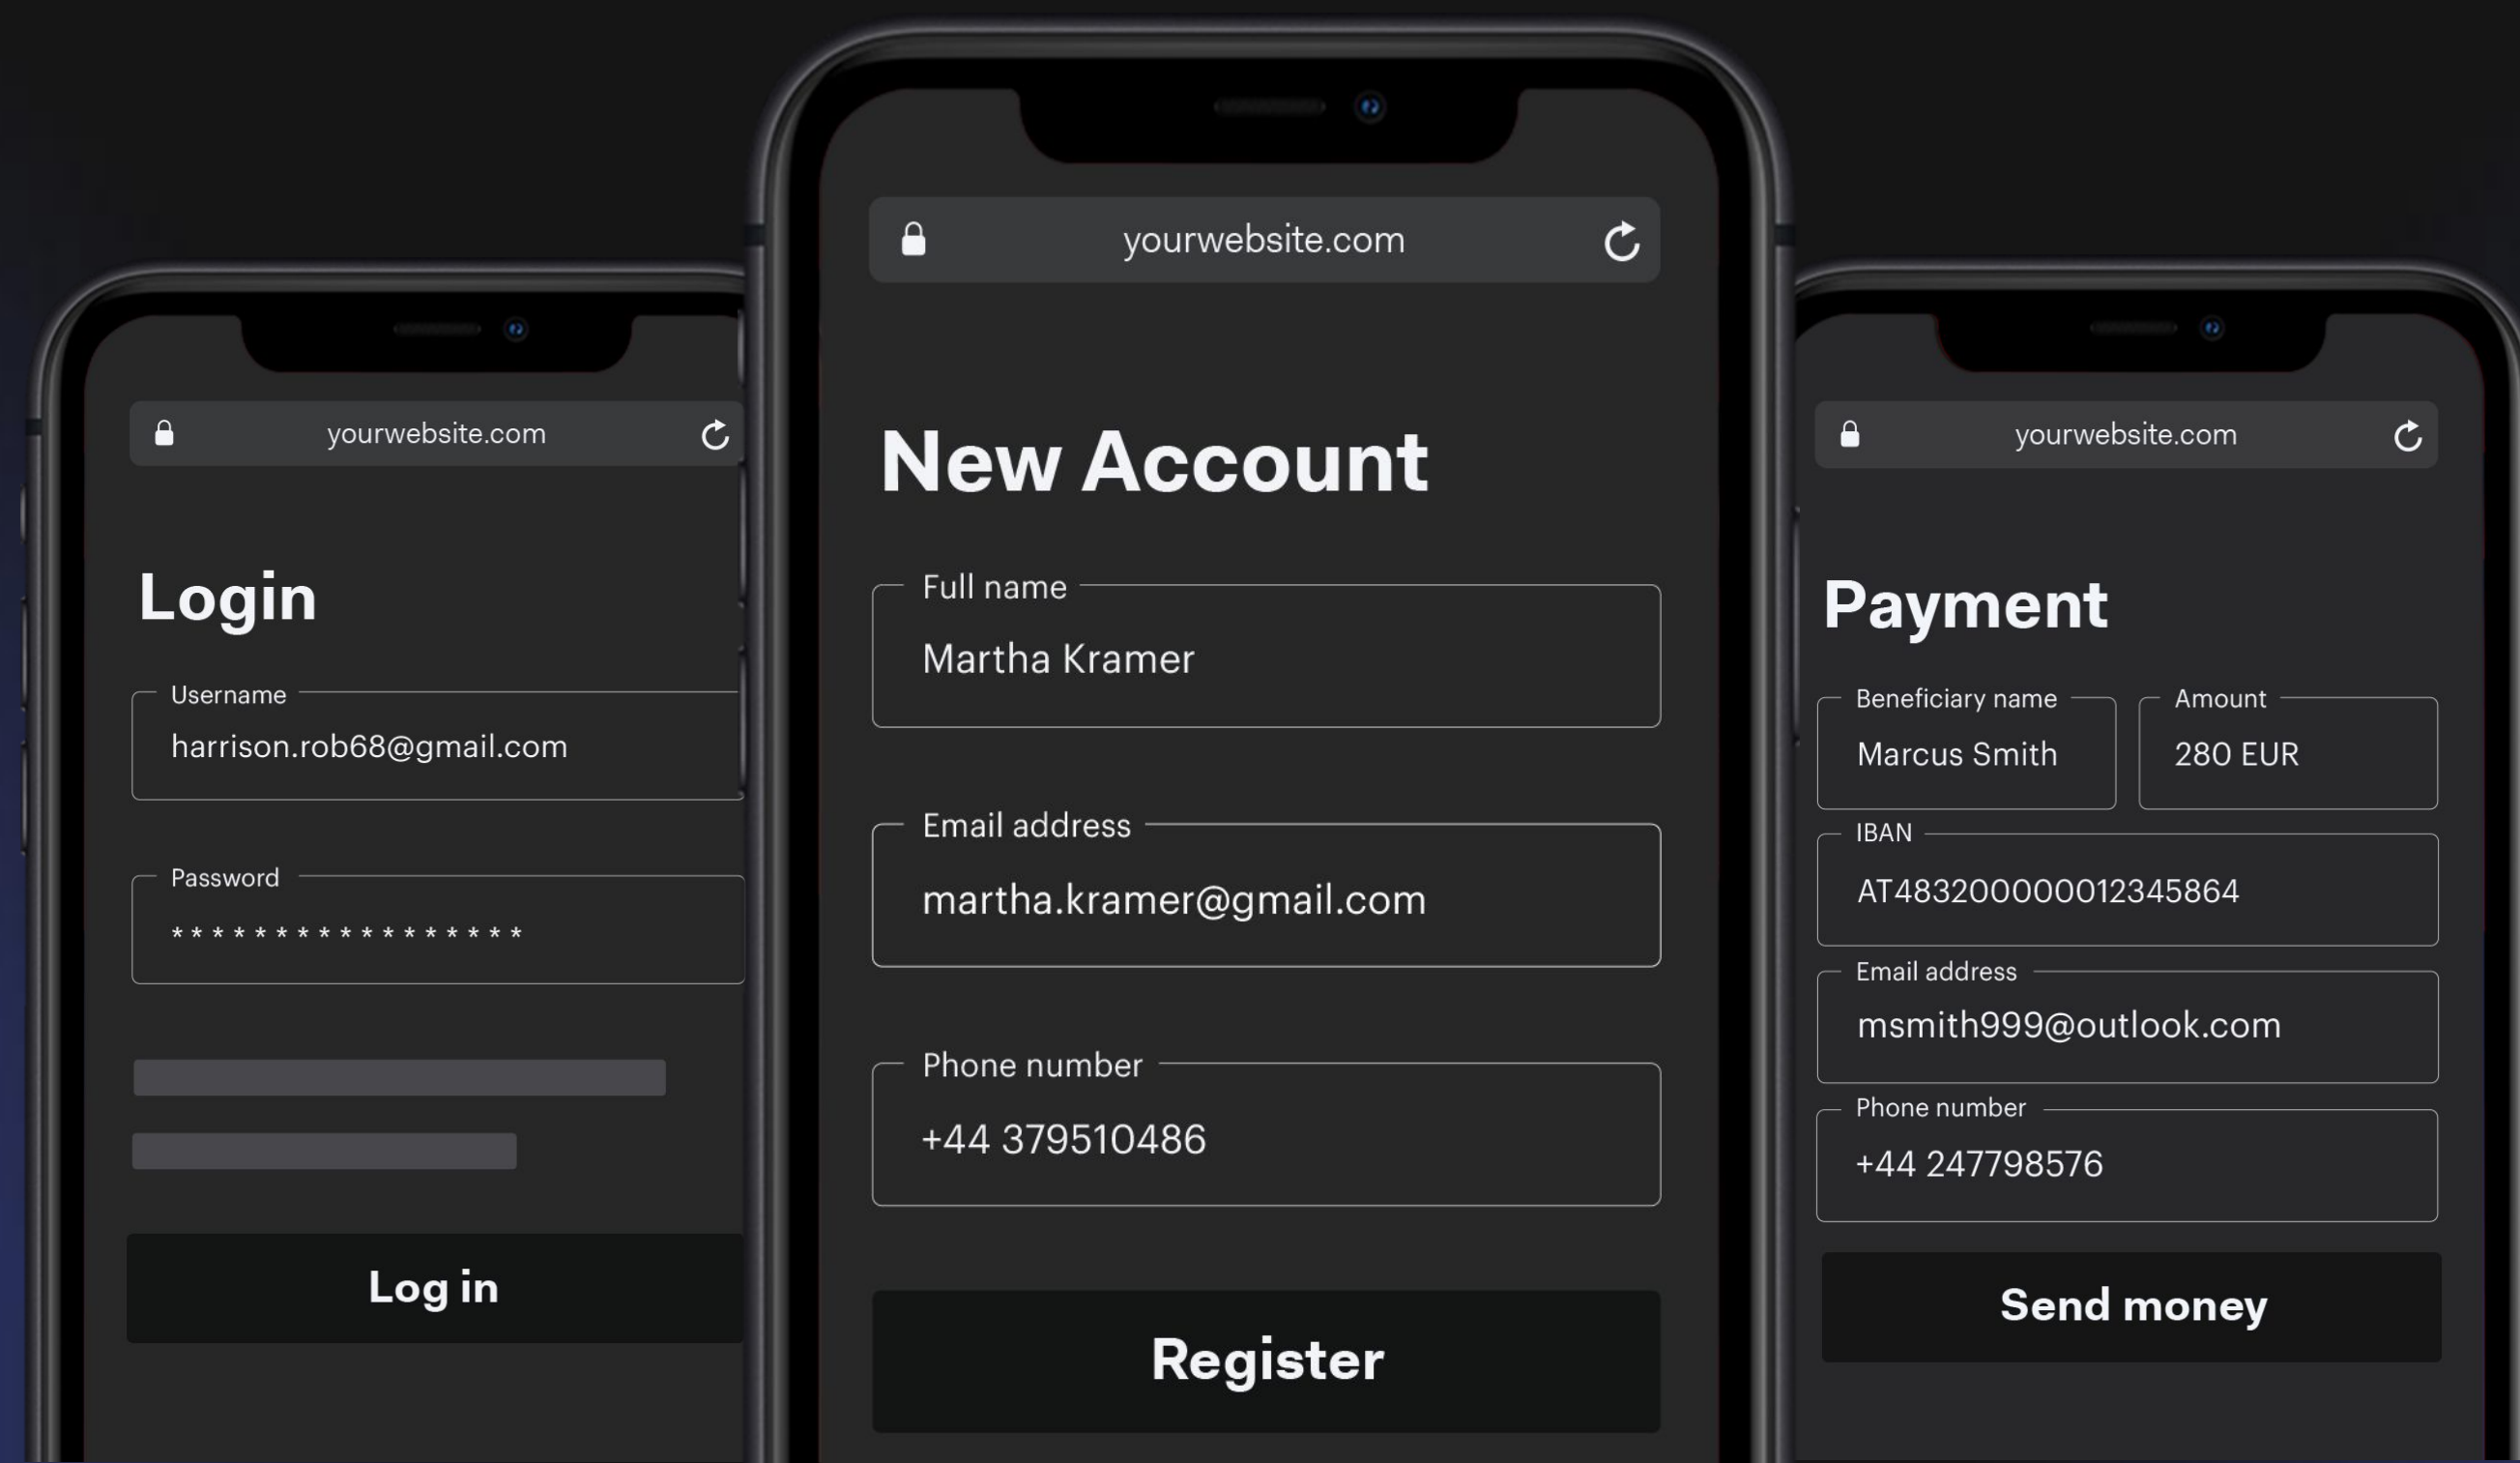 yourwebsite.com
Login
Username
harrison.rob68@gmail.com
Password
* * * * * * * * * * * * * * * * *
Log in
yourwebsite.com
New Account
Full name
Martha Kramer
Email address
martha.kramer@gmail.com
Phone number
+44 379510486
Register
yourwebsite.com
Payment
Beneficiary name
Marcus Smith
Amount
280 EUR
IBAN
AT483200000012345864
Email address
msmith999@outlook.com
Phone number
+44 247798576
Send money